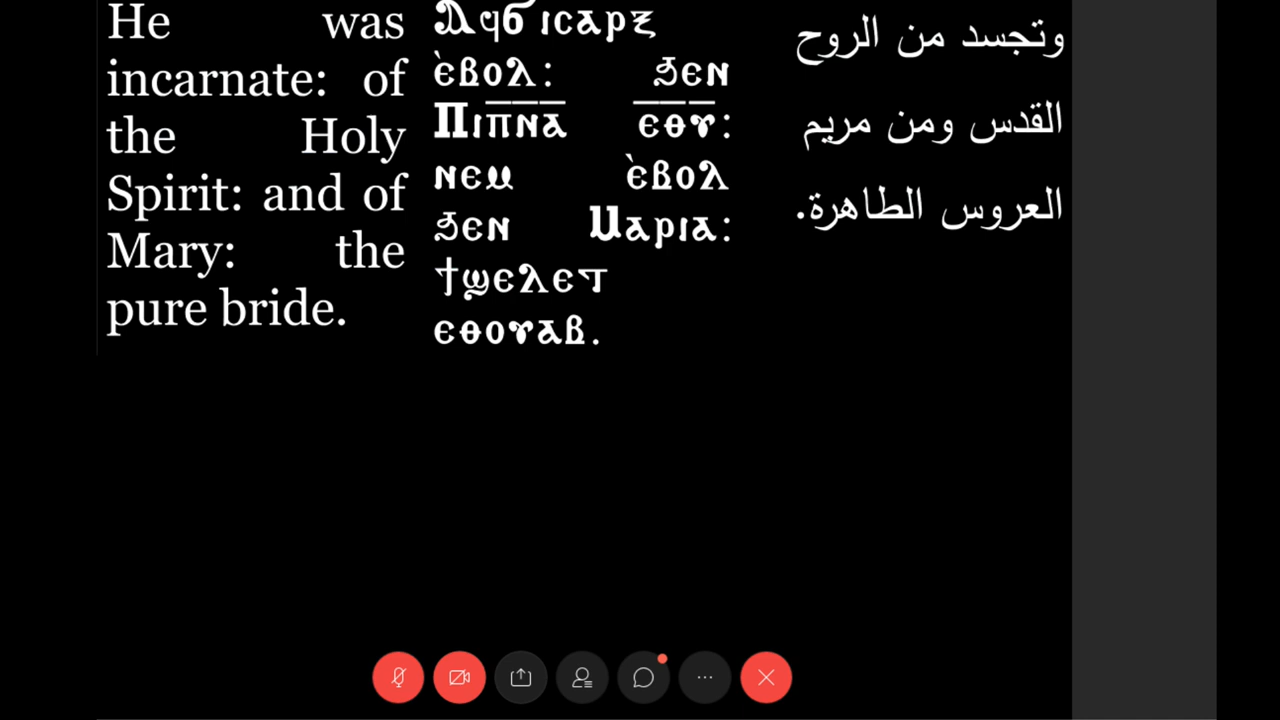 He was
incarnate: of
the Holy
Spirit: and of
Mary: the
pure bride.
Ⲁϥϭⲓⲥⲁⲣⲝ
ⲉ̀ⲃⲟⲗ: ϧⲉⲛ
Ⲡⲓⲡ̅ⲛ̅ⲁ̅ ⲉ̅ⲑ̅ⲩ̅:
ⲛⲉⲙ ⲉ̀ⲃⲟⲗ
ϧⲉⲛ Ⲙⲁⲣⲓⲁ:
ϯϣⲉⲗⲉⲧ
ⲉⲑⲟⲩⲁⲃ.
وتجسد من الروح
القدس ومن مريم
العروس الطاهرة.